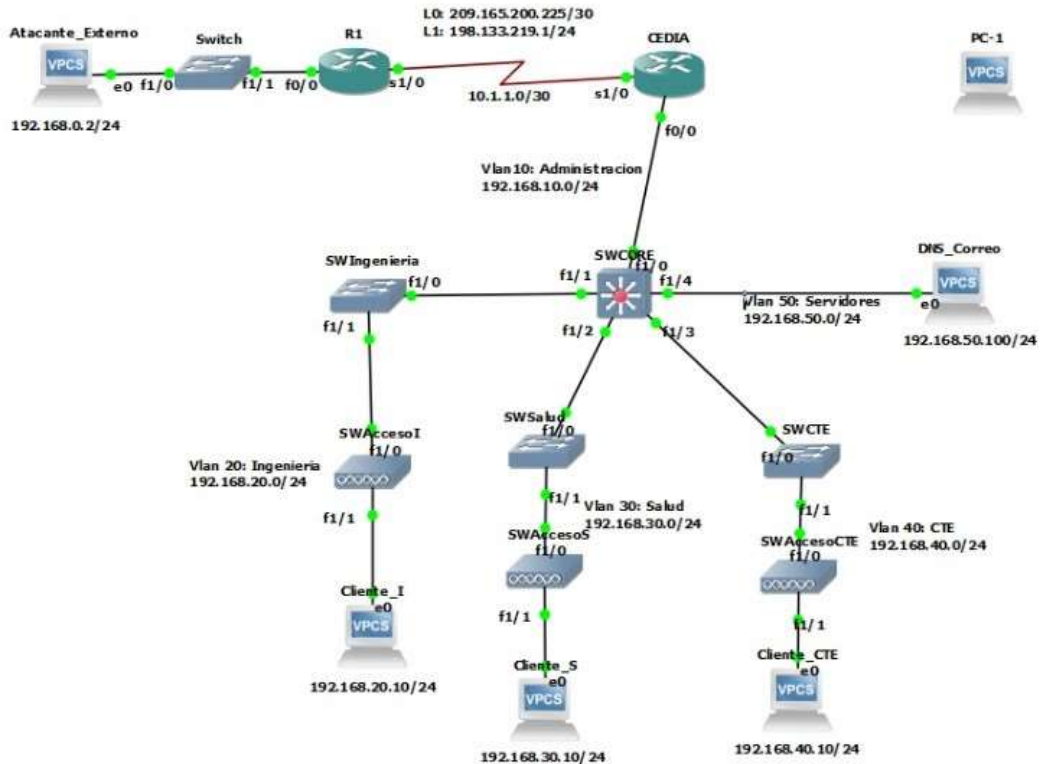 L0: 209.165.200.225/30
L1: 198.133.219.1/24
Atacante_Externo
Switch
R1
CEDIA
PC-1
VPCS
e0
f1/0
f1/1
f0/0
s1/0
s1/0
10.1.1.0/30
VPCS
192.168.0.2/24
f0/0
Vlan10: Administracion
192.168.10.0/24
SWIngenieria
f1/0
SWCORE
f1/0
f1/1
f1/4
DNS_Correo
VPCS
e0
Vlan 50: Servidores
192.168.50.0/24
192.168.50.100/24
f1/1
f1/2
f1/3
SWAccesoI
f1/0
Vlan 20: Ingenieria
192.168.20.0/24
f1/1
SWSalud
f1/0
SWCTE
f1/0
f1/1
Vlan 30: Salud
192.168.30.0/24
f1/1
Vlan 40: CTE
192.168.40.0/24
SWAccesoS
f1/0
SWAccesoCTE
f1/0
Cliente_I
e0
VPCS
192.168.20.10/24
f1/1
f1/1
Cliente_S
e0
VPCS
192.168.30.10/24
Cliente_CTE
e0
VPCS
192.168.40.10/24